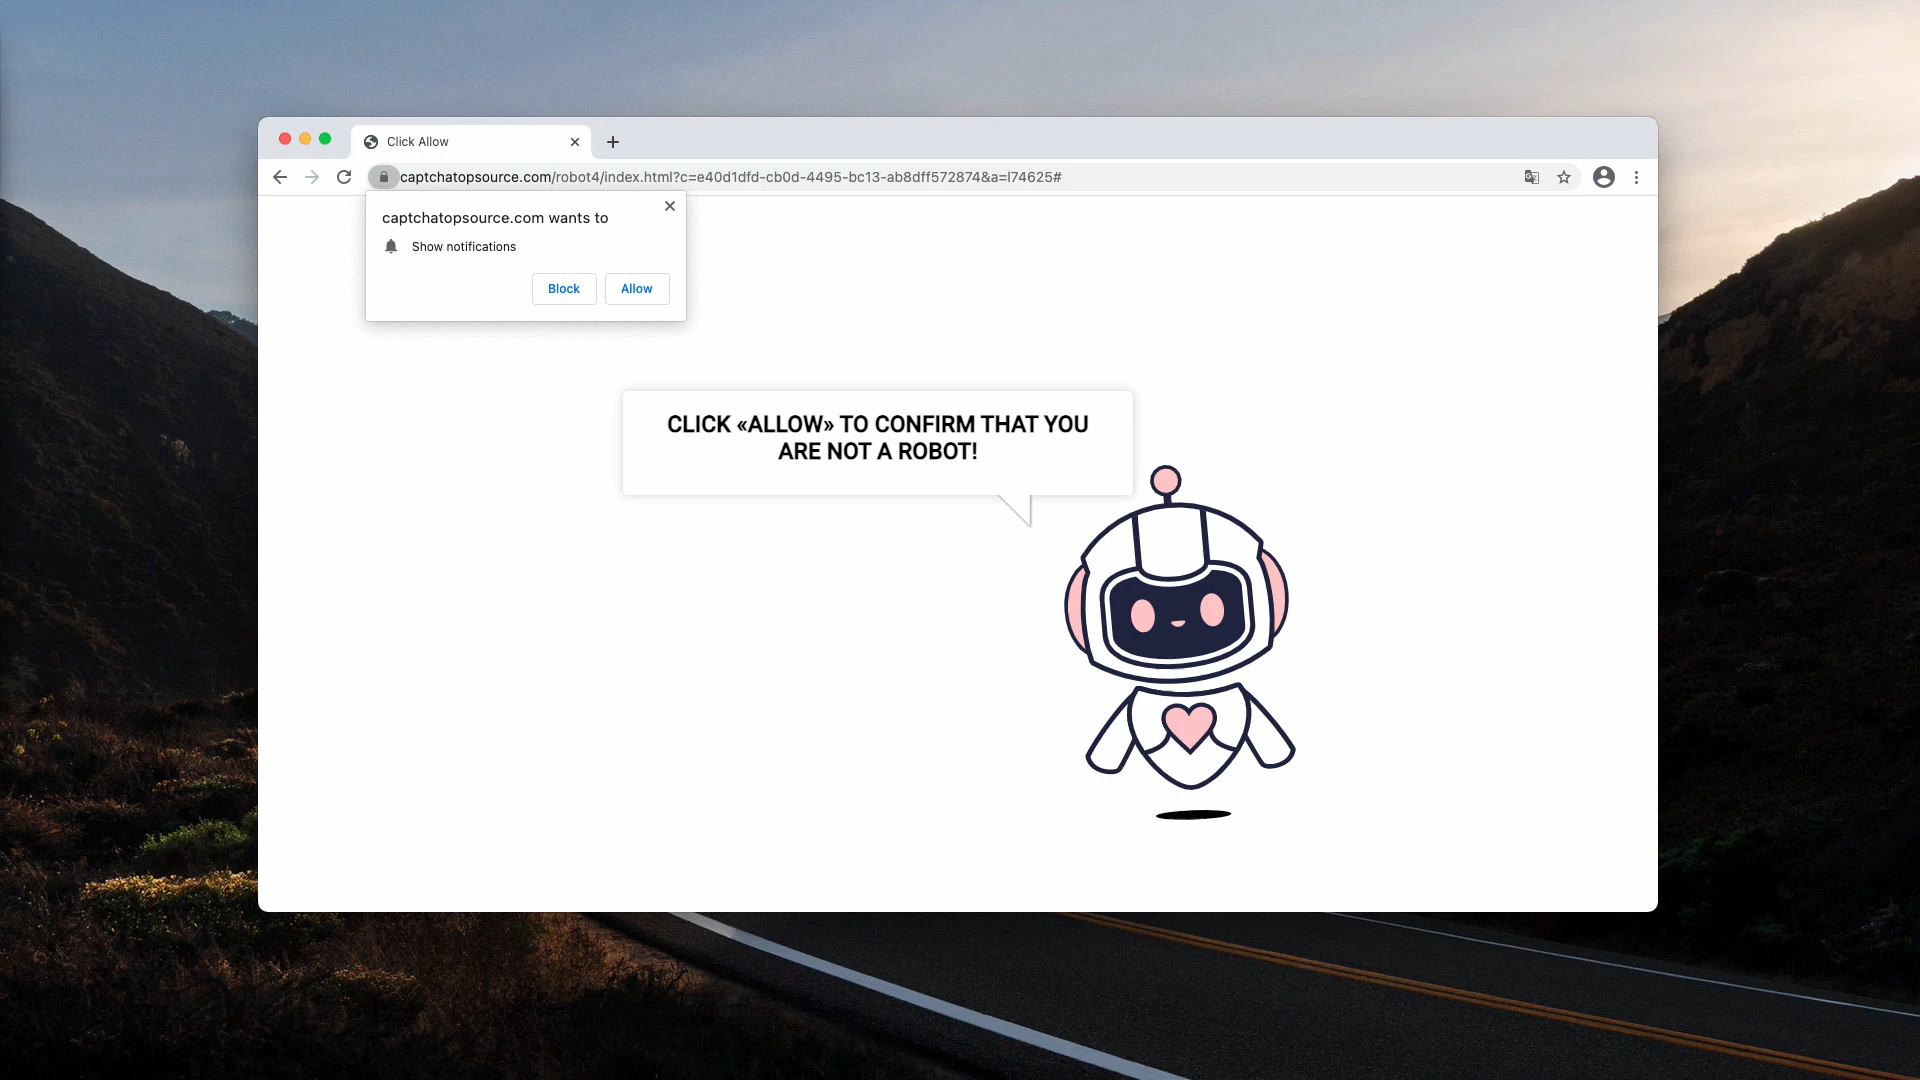 Click Allow
captchatopsource.com/robot4/index.html?c=e40d1dfd-cb0d-4495-bc13-ab8dff572874&a=l74625#
captchatopsource.com wants to
Show notifications
Block Allow
CLICK «ALLOW» TO CONFIRM THAT YOU
ARE NOT A ROBOT!